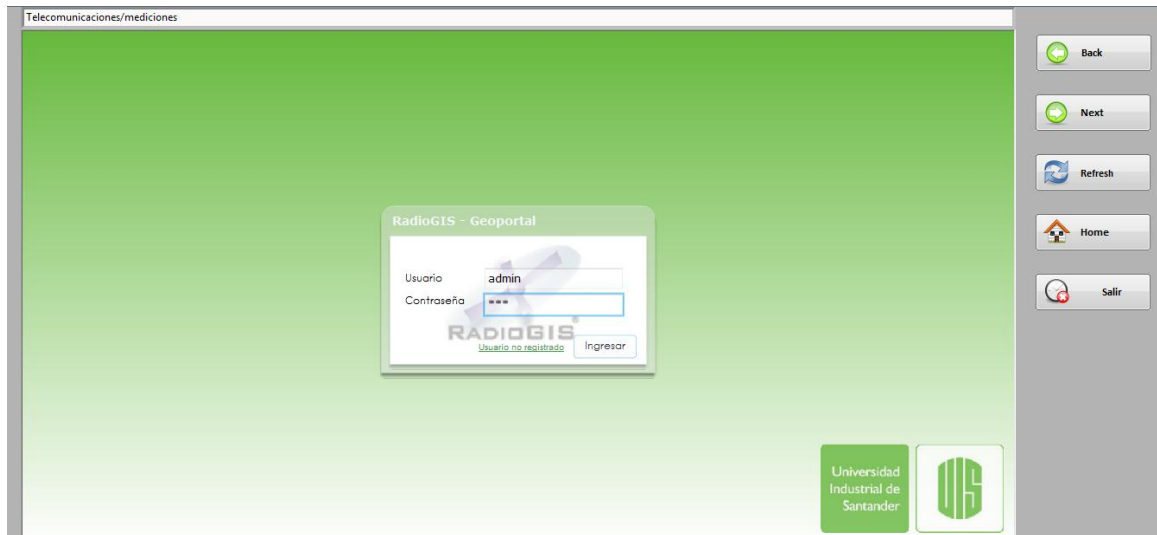 Telecomunicaciones/mediciones
Back
Next
Refresh
Home
Salir
RadioGIS - Geoportal
Usuario admin
Contraseña ***
RADIOGIS®
Usuario no registrado Ingresar
Universidad
Industrial de
Santander
UIS